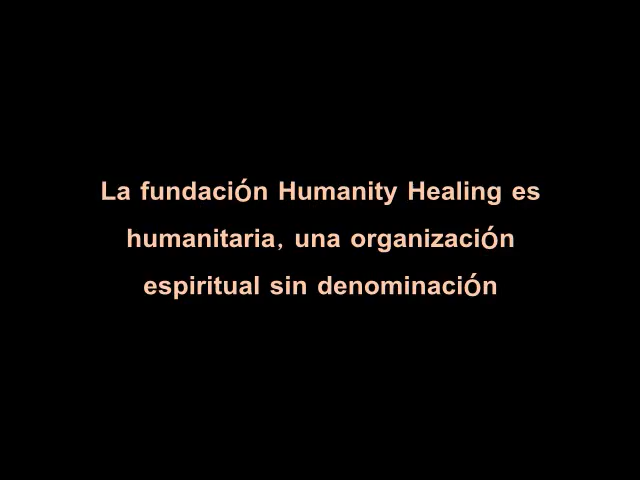 La fundación Humanity Healing es
humanitaria, una organización
espiritual sin denominación